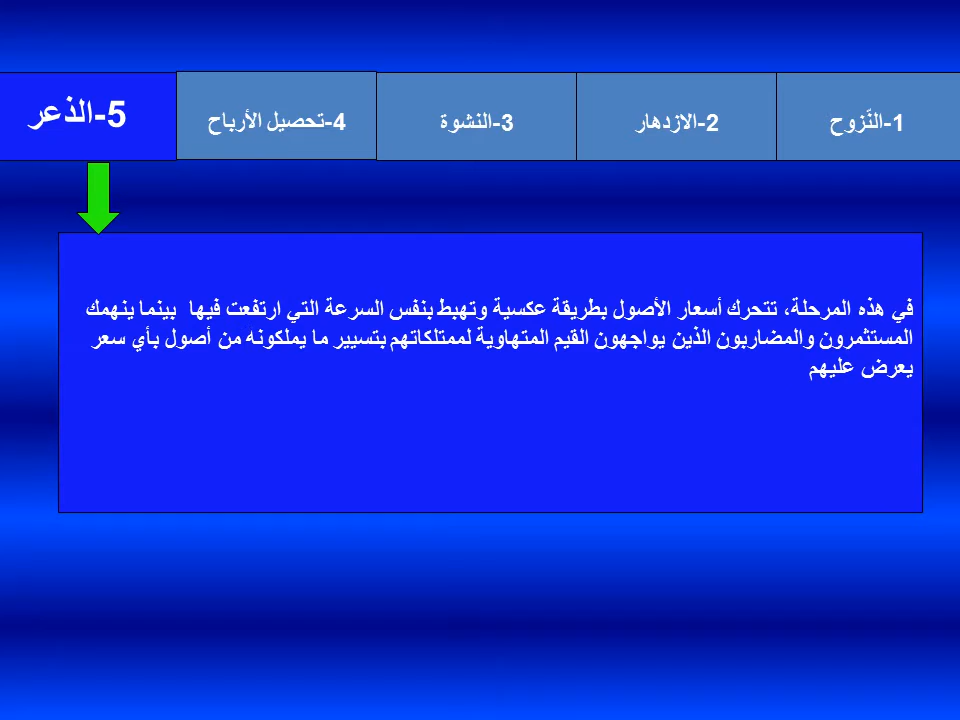 1-النّزوح
2-الازدهار
3-النشوة
4-تحصيل الأرباح
5-الذعر
في هذه المرحلة، تتحرك أسعار الأصول بطريقة عكسية وتهبط بنفس السرعة التي ارتفعت فيها بينما ينهمك
المستثمرون والمضاربون الذين يواجهون القيم المتهاوية لممتلكاتهم بتسيير ما يملكونه من أصول بأي سعر
يعرض عليهم